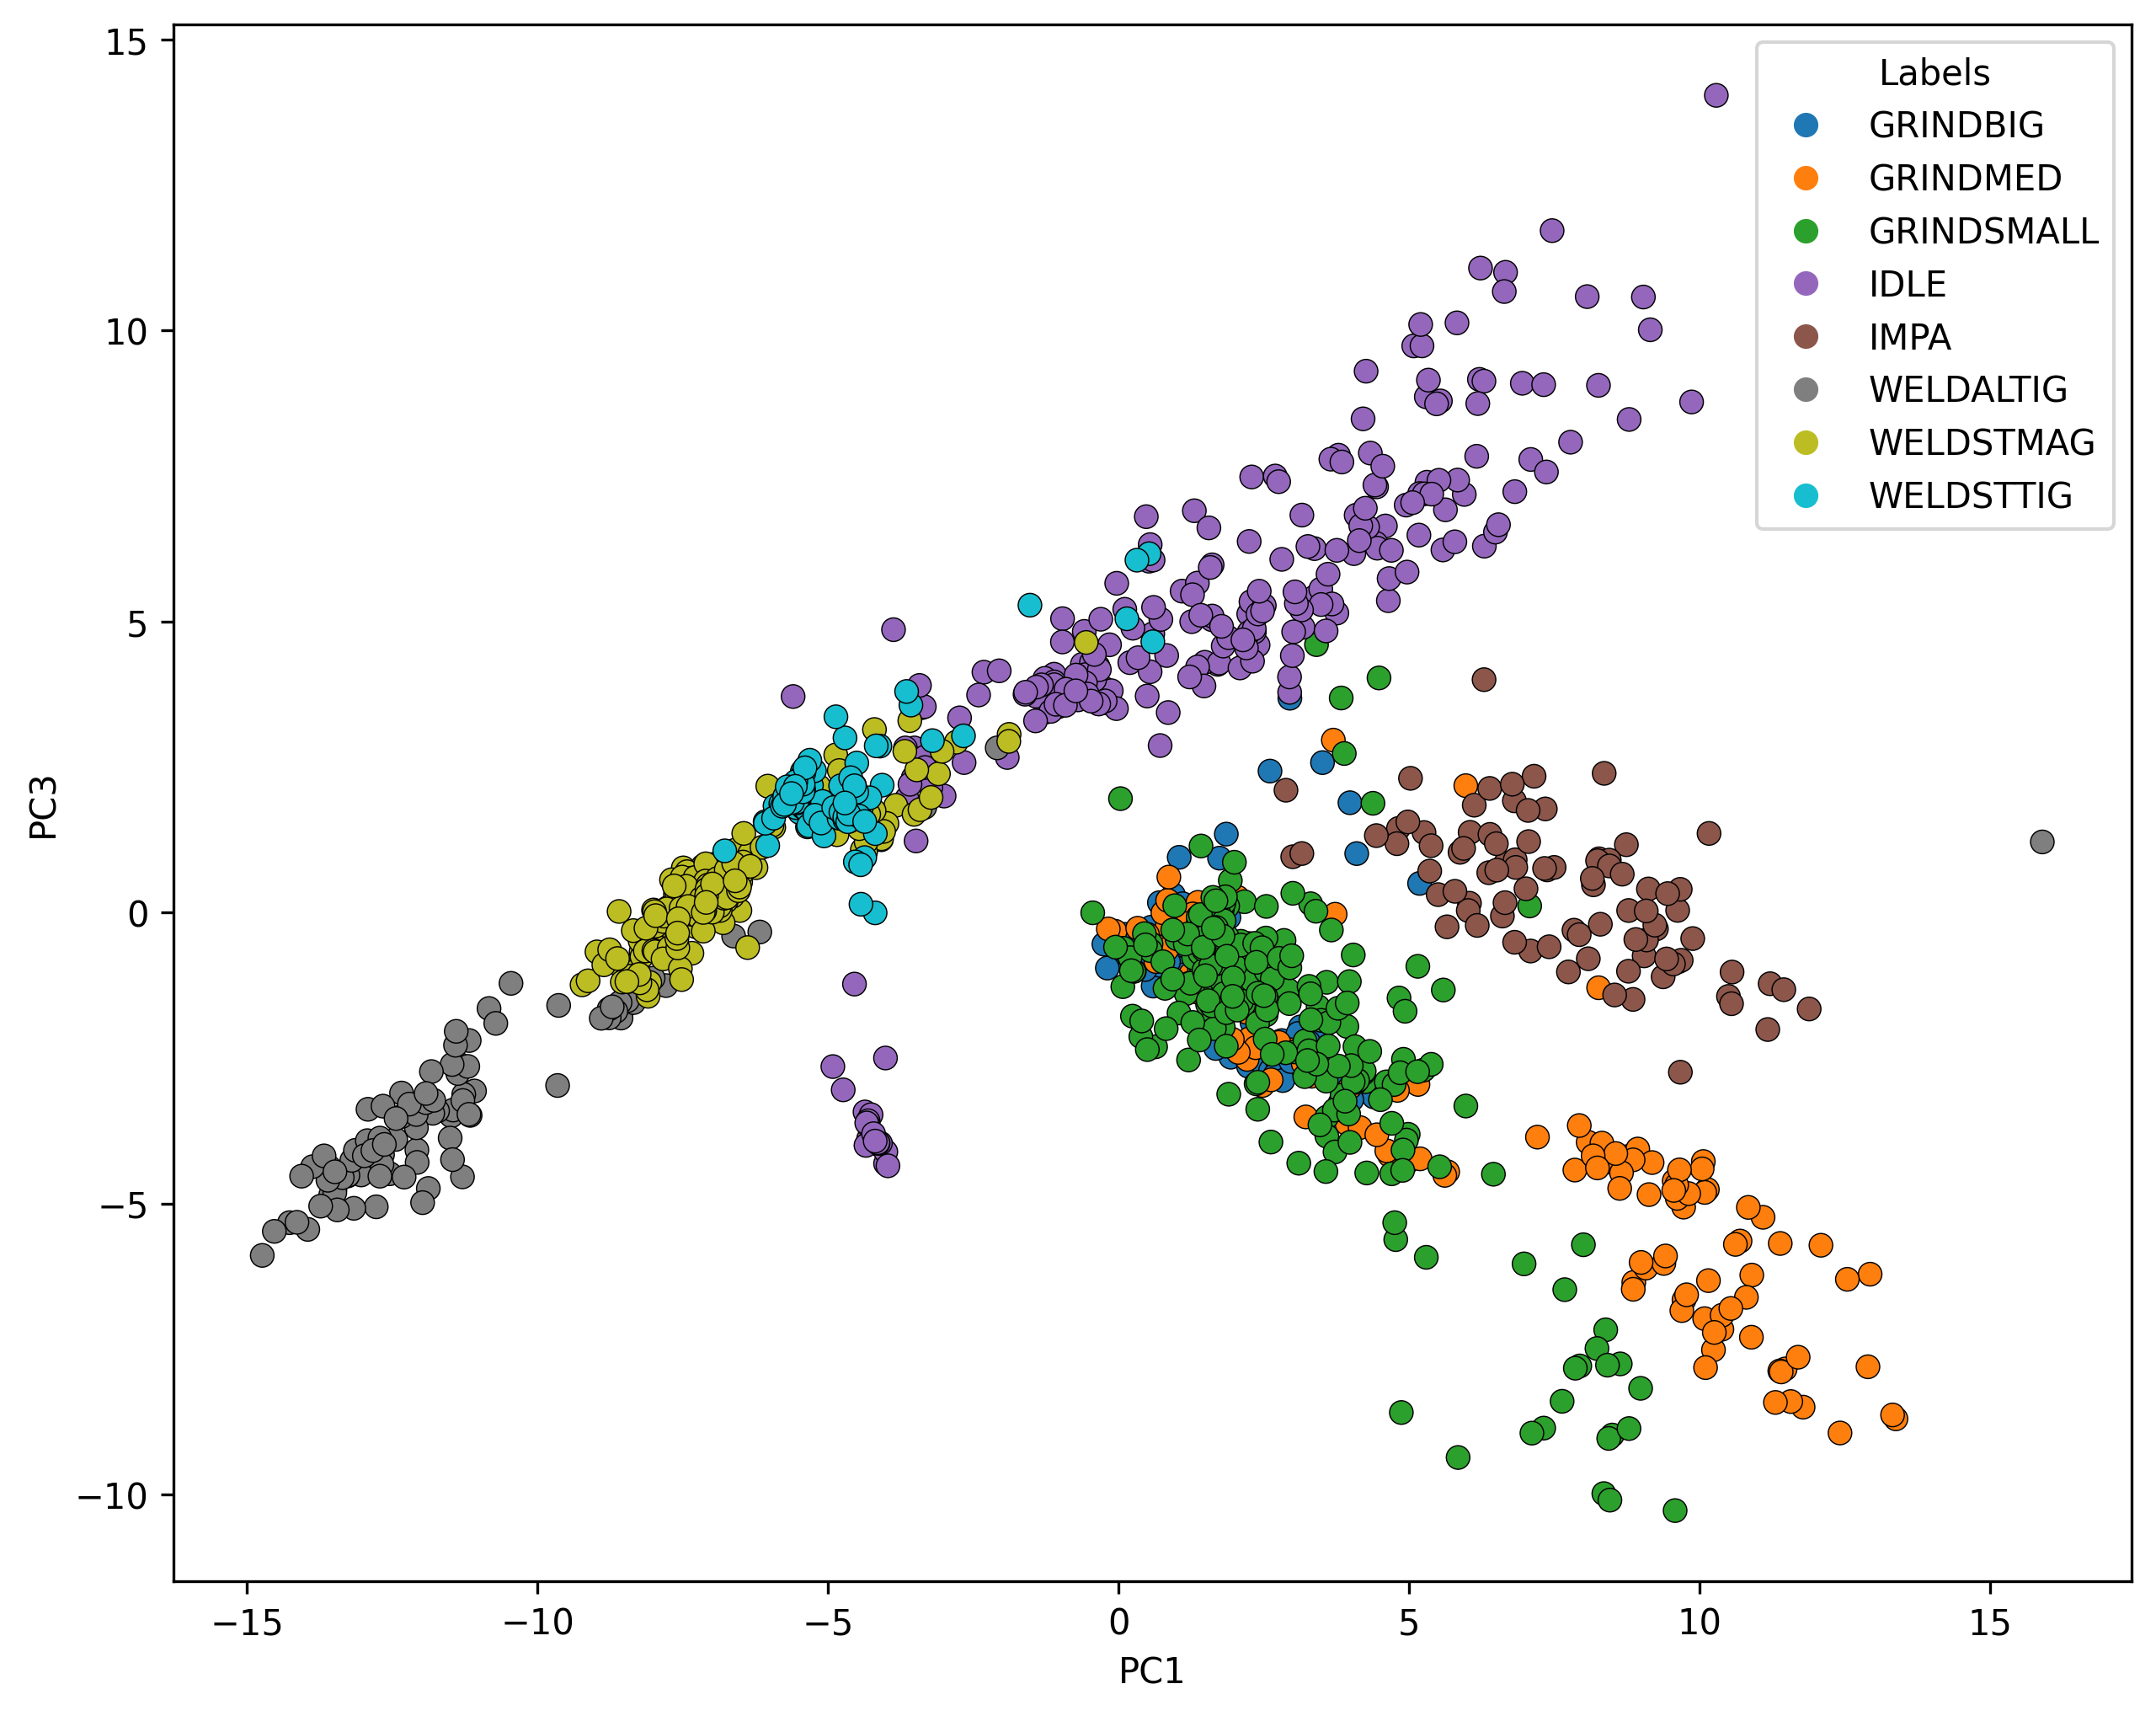 15
10
5
0
−5
−10
−15
−10
−5
0
5
10
15
PC3
PC1
Labels
GRINDBIG
GRINDMED
GRINDSMALL
IDLE
IMPA
WELDALTIG
WELDSTMAG
WELDSTTIG